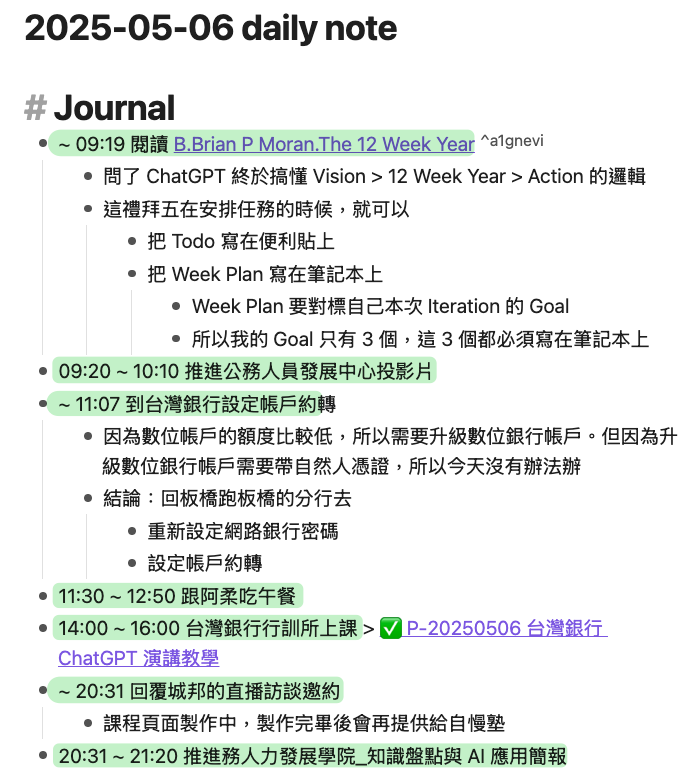 2025-05-06 daily note
# Journal
~ 09:19 閱讀 B.Brian P Moran.The 12 Week Year ^a1gnevi
問了 ChatGPT 終於搞懂 Vision > 12 Week Year > Action 的邏輯
這禮拜五在安排任務的時候，就可以
把 Todo 寫在便利貼上
把 Week Plan 寫在筆記本上
Week Plan 要對標自己本次 Iteration 的 Goal
所以我的 Goal 只有 3 個，這 3 個都必須寫在筆記本上
09:20 ~ 10:10 推進公務人員發展中心投影片
~ 11:07 到台灣銀行設定帳戶約轉
因為數位帳戶的額度比較低，所以需要升級數位銀行帳戶。但因為升
級數位銀行帳戶需要帶自然人憑證，所以今天沒有辦法辦
結論：回板橋跑板橋的分行去
重新設定網路銀行密碼
設定帳戶約轉
11:30 ~ 12:50 跟阿柔吃午餐
14:00 ~ 16:00 台灣銀行行訓所上課 > ✅ P-20250506 台灣銀行
ChatGPT 演講教學
~ 20:31 回覆城邦的直播訪談邀約
課程頁面製作中，製作完畢後會再提供給自慢塾
20:31 ~ 21:20 推進務人力發展學院_知識盤點與 AI 應用簡報